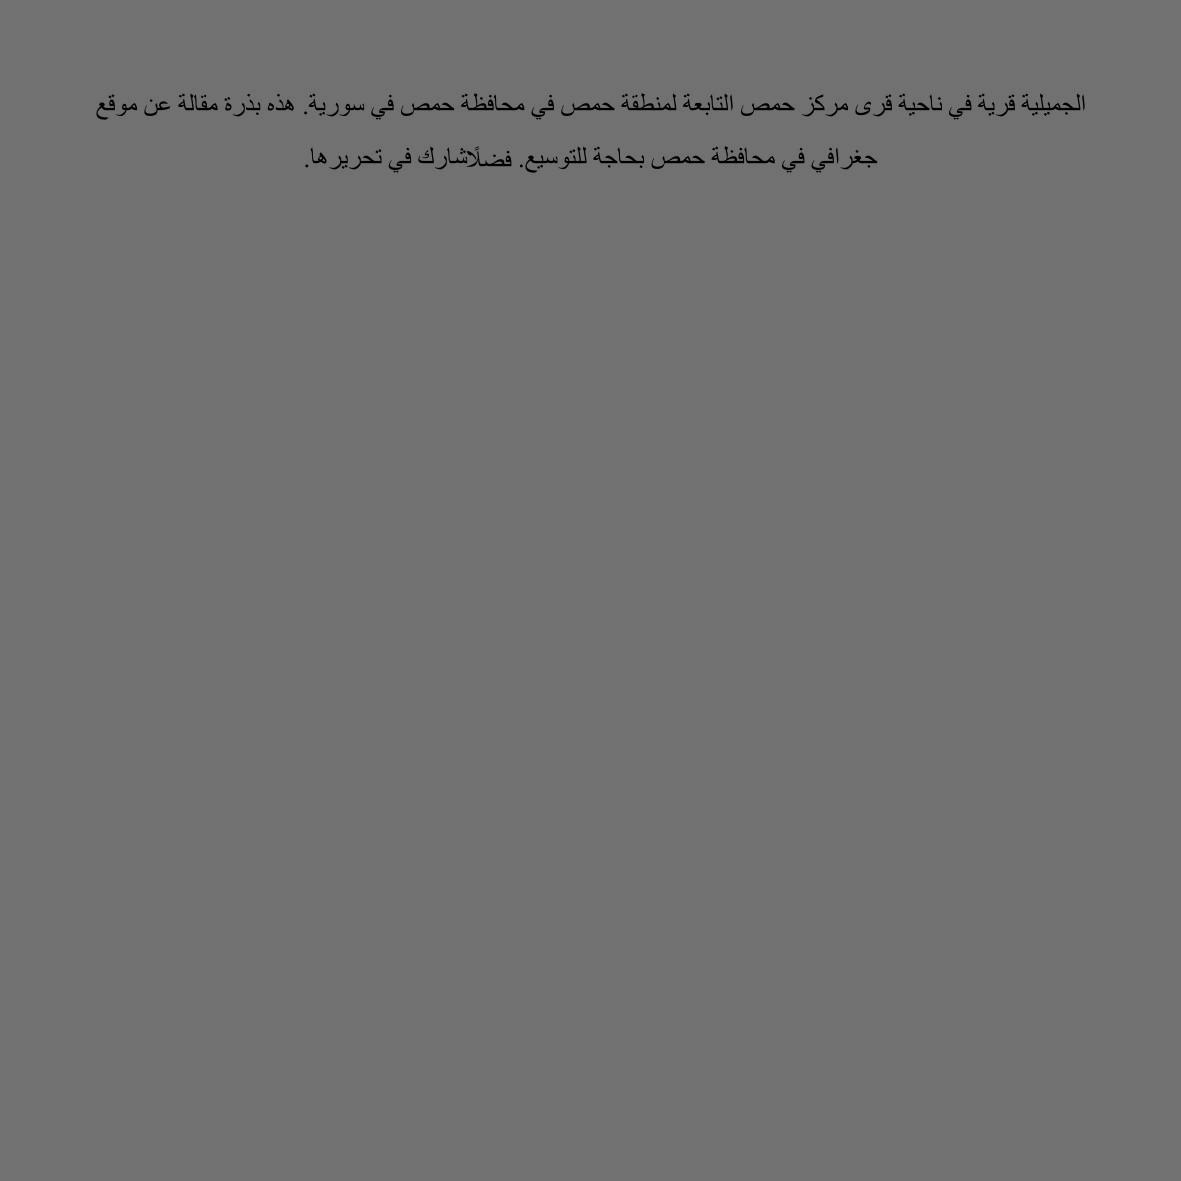 الجميلية قرية في ناحية قرى مركز حمص التابعة لمنطقة حمص في محافظة حمص في سورية. هذه بذرة مقالة عن موقع
جغرافي في محافظة حمص بحاجة للتوسيع. فضلًاشارك في تحريرها.